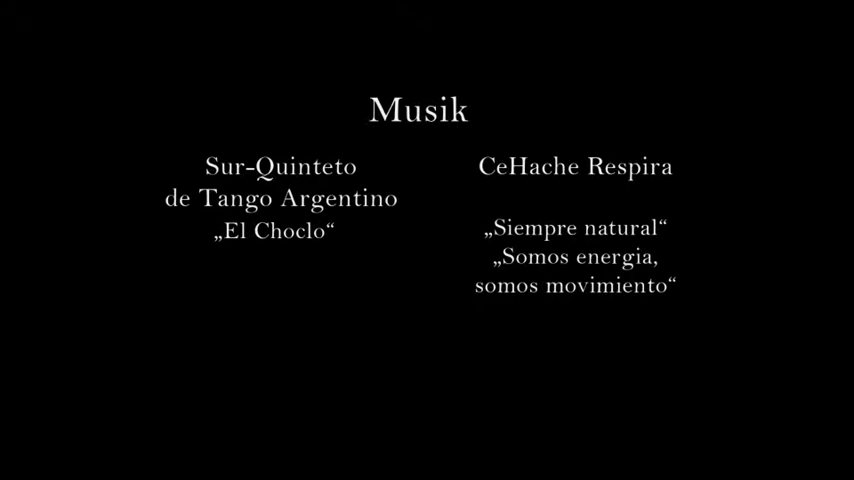 Musik
Sur-Quinteto
de Tango Argentino
„El Choclo“
CeHache Respira
„Siempre natural“
„Somos energia,
somos movimiento“